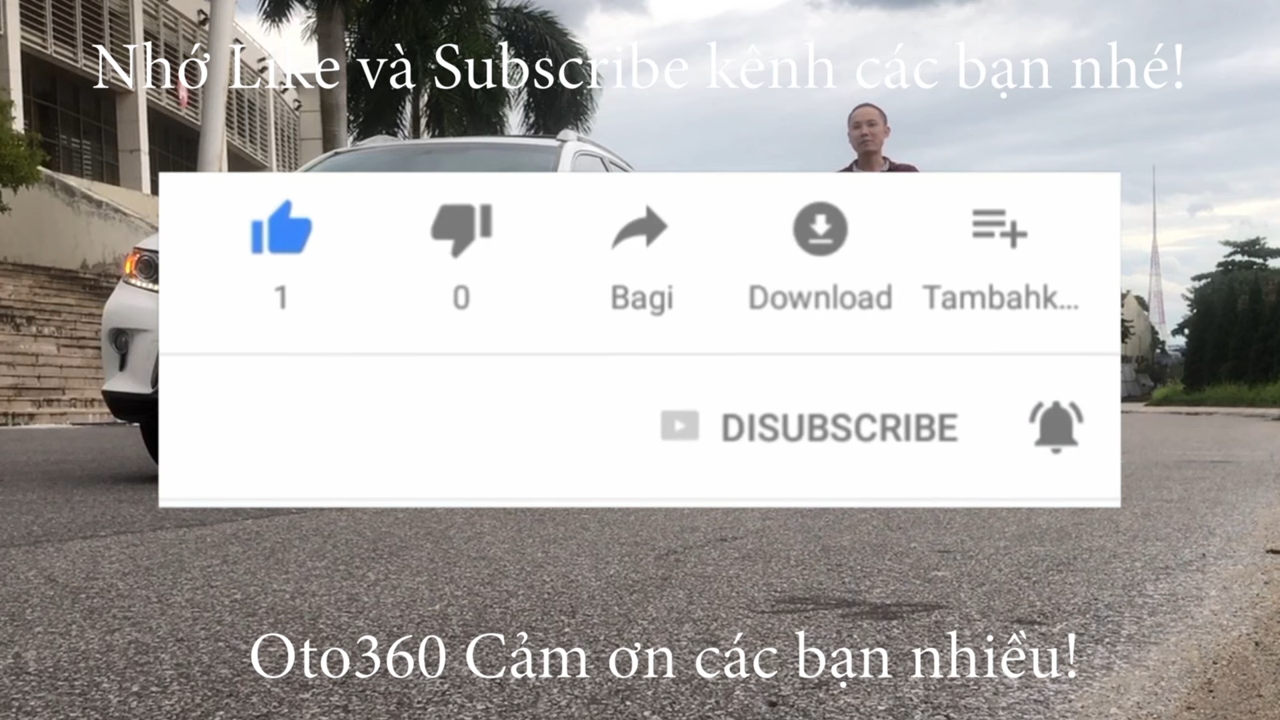 Nhớ Like và Subscribe kênh các bạn nhé!
1
0
Bagi
Download
Tambahk...
DISUBSCRIBE
Oto360 Cảm ơn các bạn nhiều!